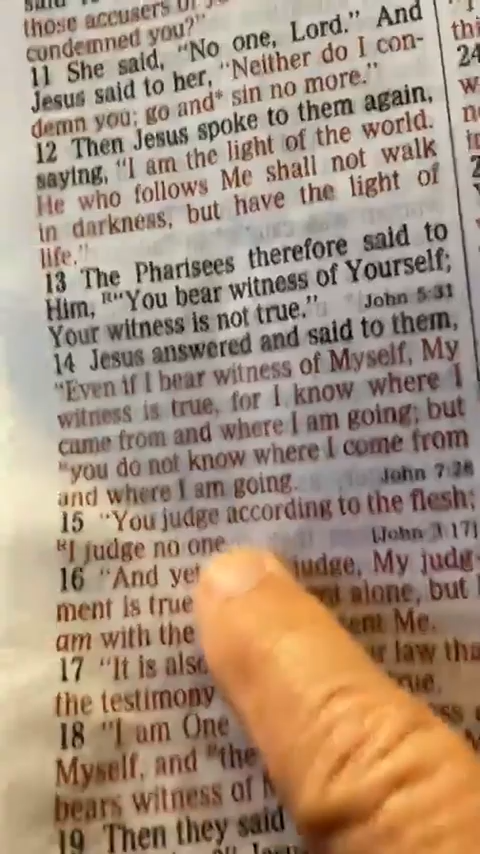 those accusers of
condemned you?"
11 She said, "No one, Lord." And
Jesus said to her, "Neither do I con-
demn you; go and* sin no more."
12 Then Jesus spoke to them again,
saying, "I am the light of the world.
He who follows Me shall not walk
in darkness, but have the light of
life."
13 The Pharisees therefore said to
Him, R"You bear witness of Yourself;
Your witness is not true." John 5:31
14 Jesus answered and said to them,
"Even if I bear witness of Myself, My
witness is true, for I know where I
came from and where I am going; but
R you do not know where I come from
and where I am going. John 7:28
15 "You judge according to the flesh;
R I judge no one [John 3:17]
16 "And yet judge, My judg-
ment is true alone, but
am with the sent Me.
17 "It is also law
the testimony
18 "I am One
Myself, and R the
bears witness of
19 Then they said
24